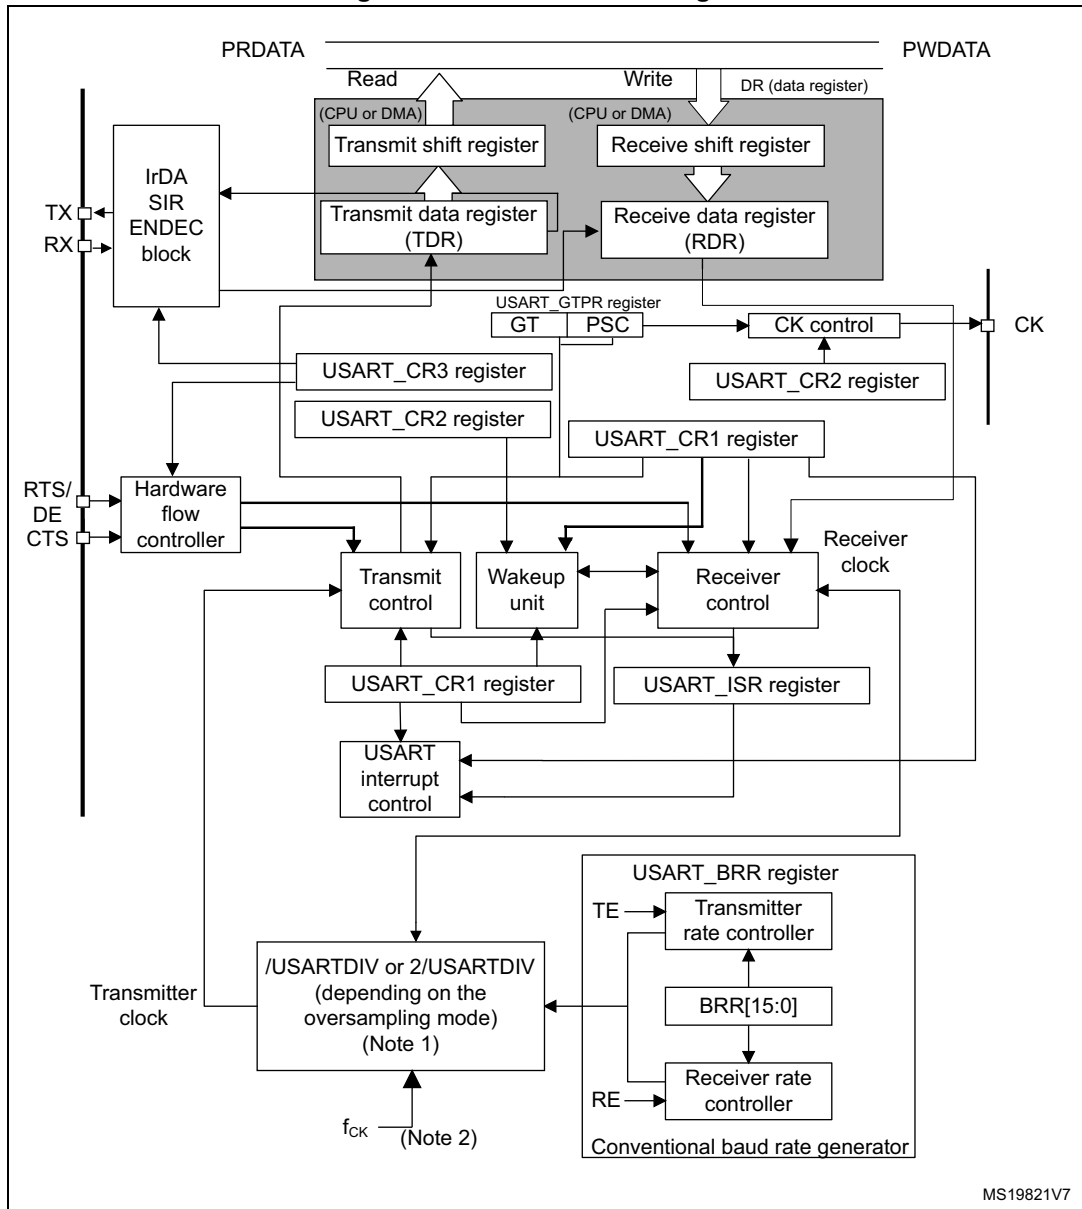 PRDATA
PWDATA
Read
Write
DR (data register)
(CPU or DMA)
(CPU or DMA)
Transmit shift register
Receive shift register
IrDA
SIR
ENDEC
block
TX
RX
Transmit data register
(TDR)
Receive data register
(RDR)
USART_GTPR register
GT
PSC
CK control
CK
USART_CR3 register
USART_CR2 register
USART_CR2 register
USART_CR1 register
RTS/
DE
CTS
Hardware
flow
controller
Receiver
clock
Transmit
control
Wakeup
unit
Receiver
control
USART_CR1 register
USART_ISR register
USART
interrupt
control
USART_BRR register
TE
Transmitter
rate controller
/USARTDIV or 2/USARTDIV
(depending on the
oversampling mode)
(Note 1)
Transmitter
clock
BRR[15:0]
RE
Receiver rate
controller
fCK
(Note 2)
Conventional baud rate generator
MS19821V7